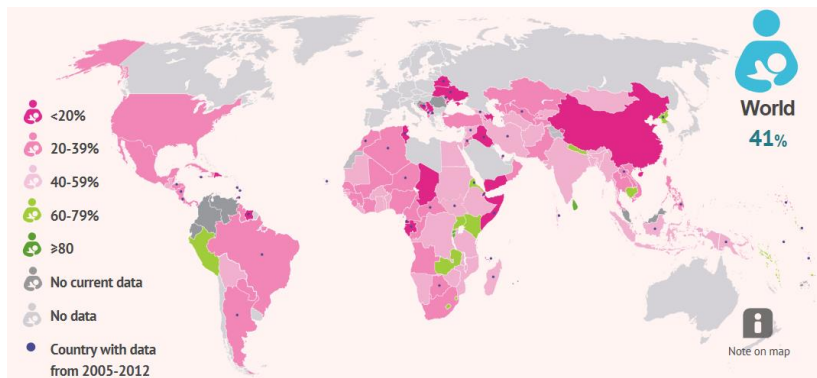 <20%
20-39%
40-59%
60-79%
≥80
No current data
No data
Country with data
from 2005-2012
World
41%
Note on map